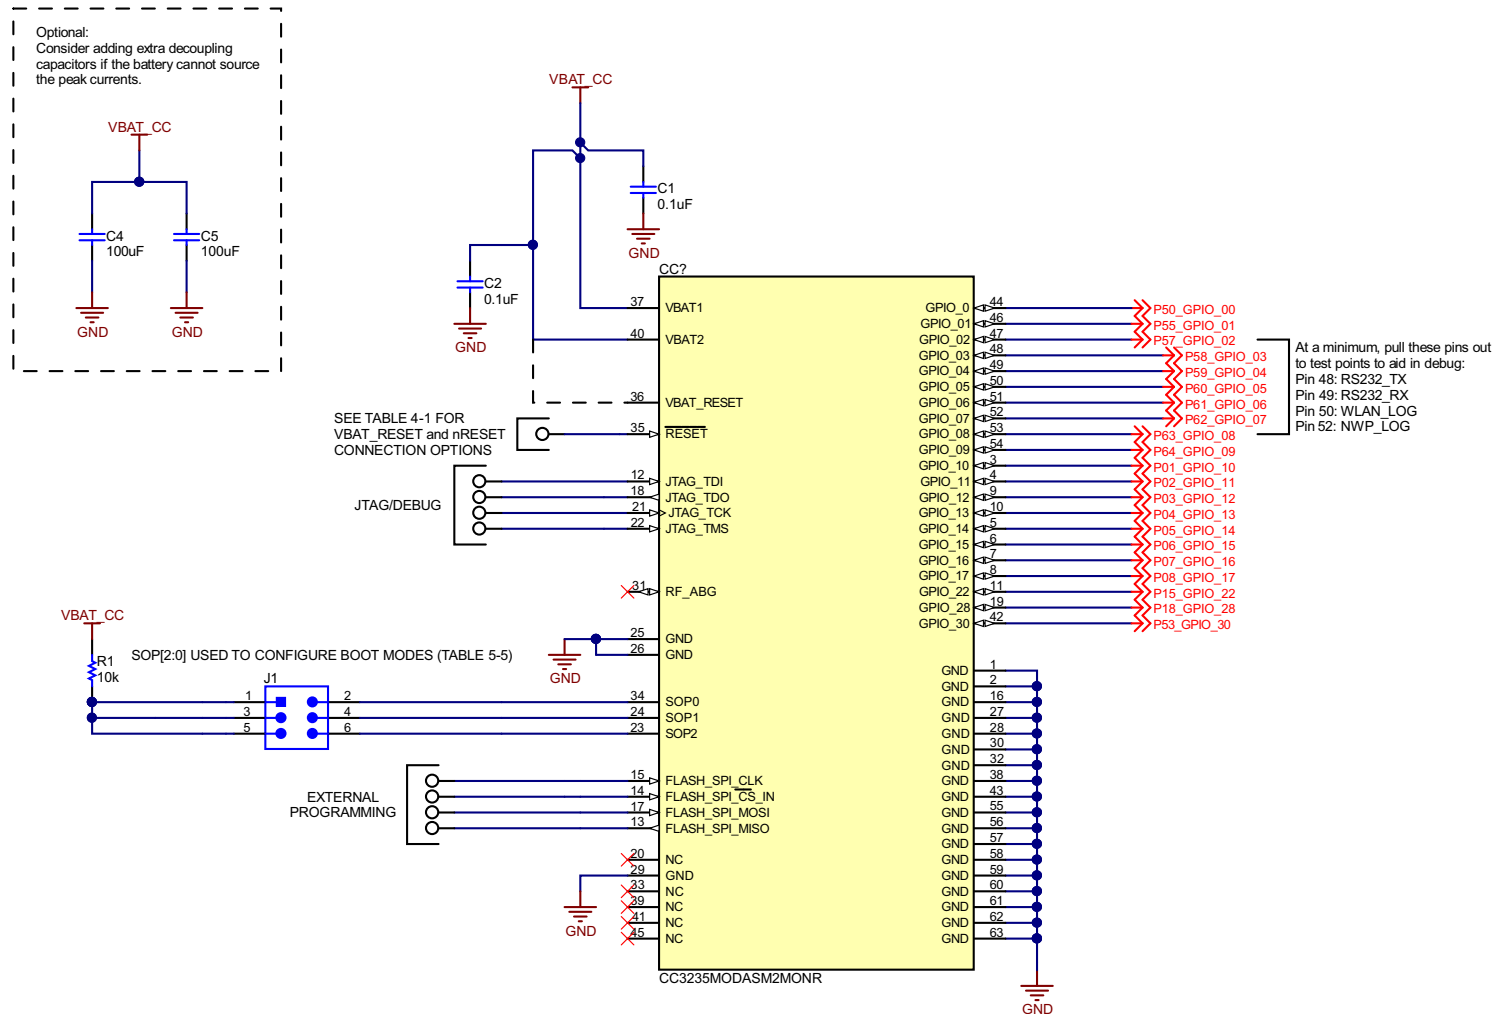 Optional:
Consider adding extra decoupling
capacitors if the battery cannot source
the peak currents.
VBAT_CC
C4
100uF
C5
100uF
GND
GND
VBAT_CC
C1
0.1uF
GND
C2
0.1uF
GND
CC?
37 VBAT1
40 VBAT2
36 VBAT_RESET
SEE TABLE 4-1 FOR
VBAT_RESET and nRESET
CONNECTION OPTIONS
35 RESET
JTAG/DEBUG
12 JTAG_TDI
18 JTAG_TDO
21 JTAG_TCK
22 JTAG_TMS
31 RF_ABG
25 GND
26 GND
GND
VBAT_CC
R1
10k
SOP[2:0] USED TO CONFIGURE BOOT MODES (TABLE 5-5)
J1
1 2 34 SOP0
3 4 24 SOP1
5 6 23 SOP2
EXTERNAL
PROGRAMMING
15 FLASH_SPI_CLK
14 FLASH_SPI_CS_IN
17 FLASH_SPI_MOSI
13 FLASH_SPI_MISO
20 NC
29 GND
33 NC
39 NC
41 NC
45 NC
GND
GPIO_0 44 P50_GPIO_00
GPIO_01 46 P55_GPIO_01
GPIO_02 47 P57_GPIO_02
GPIO_03 48 P58_GPIO_03
GPIO_04 49 P59_GPIO_04
GPIO_05 50 P60_GPIO_05
GPIO_06 51 P61_GPIO_06
GPIO_07 52 P62_GPIO_07
GPIO_08 53 P63_GPIO_08
GPIO_09 54 P64_GPIO_09
GPIO_10 3 P01_GPIO_10
GPIO_11 4 P02_GPIO_11
GPIO_12 9 P03_GPIO_12
GPIO_13 10 P04_GPIO_13
GPIO_14 5 P05_GPIO_14
GPIO_15 6 P06_GPIO_15
GPIO_16 7 P07_GPIO_16
GPIO_17 8 P08_GPIO_17
GPIO_22 11 P15_GPIO_22
GPIO_28 19 P18_GPIO_28
GPIO_30 42 P53_GPIO_30
At a minimum, pull these pins out
to test points to aid in debug:
Pin 48: RS232_TX
Pin 49: RS232_RX
Pin 50: WLAN_LOG
Pin 52: NWP_LOG
GND 1
GND 2
GND 16
GND 27
GND 28
GND 30
GND 32
GND 38
GND 43
GND 55
GND 56
GND 57
GND 58
GND 59
GND 60
GND 61
GND 62
GND 63
GND
CC3235MODASM2MONR